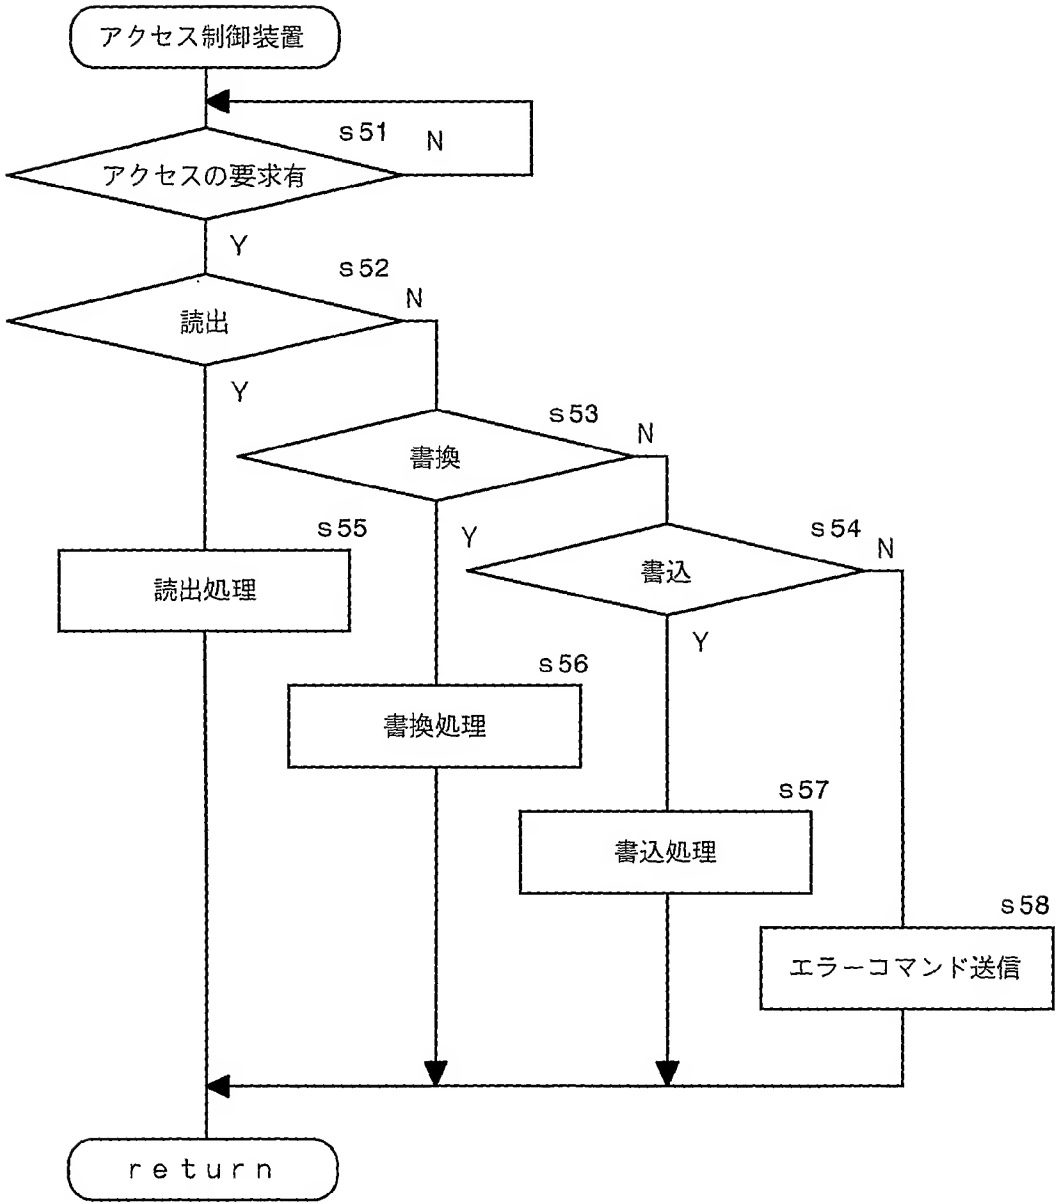 アクセス制御装置
s51
N
アクセスの要求有
Y
s52
N
読出
Y
s53
N
書換
s54
Y
N
s55
書込
読出処理
Y
s56
書換処理
s57
書込処理
s58
エラーコマンド送信
return